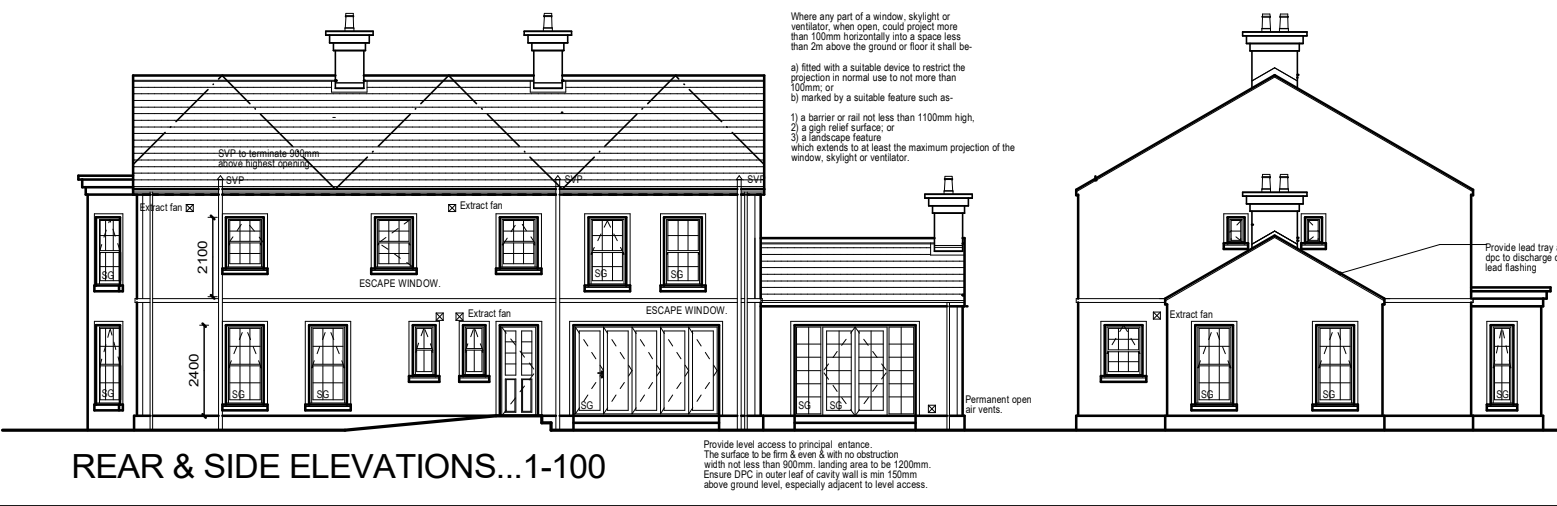 Where any part of a window, skylight or
ventilator, when open, could project more
than 100mm horizontally into a space less
than 2m above the ground or floor it shall be-
a) fitted with a suitable device to restrict the
projection in normal use to not more than
100mm; or
b) marked by a suitable feature such as-
1) a barrier or rail not less than 1100mm high,
2) a gigh relief surface; or
3) a landscape feature
which extends to at least the maximum projection of the
window, skylight or ventilator.
SVP to terminate 900mm
above highest opening
SVP
SVP
SVP
Extract fan
Extract fan
2100
SG
SG
SG
ESCAPE WINDOW.
ESCAPE WINDOW.
Extract fan
2400
SG
SG
SG
SG
SG
SG
Permanent open
air vents.
Provide lead tray
dpc to discharge
lead flashing
Extract fan
SG
SG
SG
Provide level access to principal entance.
The surface to be firm & even & with no obstruction
width not less than 900mm. landing area to be 1200mm.
Ensure DPC in outer leaf of cavity wall is min 150mm
above ground level, especially adjacent to level access.
REAR & SIDE ELEVATIONS...1-100